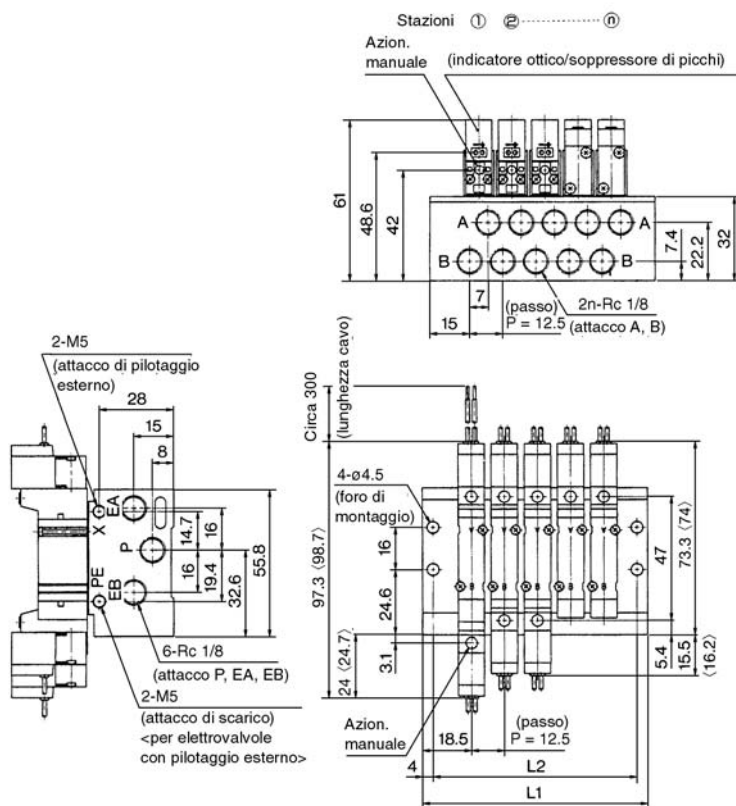 Stazioni ① ② ⓝ
Azion.
manuale
(indicatore ottico/soppressore di picchi)
61
48.6
42
A
A
B
B
7.4
22.2
32
7
15
(passo)
P = 12.5
2n-Rc 1/8
(attacco A, B)
2-M5
(attacco di pilotaggio
esterno)
28
15
8
X
EA
P
PE
EB
14.7
16
16
19.4
32.6
55.8
6-Rc 1/8
(attacco P, EA, EB)
2-M5
(attacco di scarico)
<per elettrovalvole
con pilotaggio esterno>
Circa 300
(lunghezza cavo)
4-ø4.5
(foro di
montaggio)
97.3 ⟨98.7⟩
16
24.6
24 ⟨24.7⟩
3.1
47
73.3 ⟨74⟩
5.4
15.5
⟨16.2⟩
Azion.
manuale
18.5
(passo)
P = 12.5
4
L2
L1